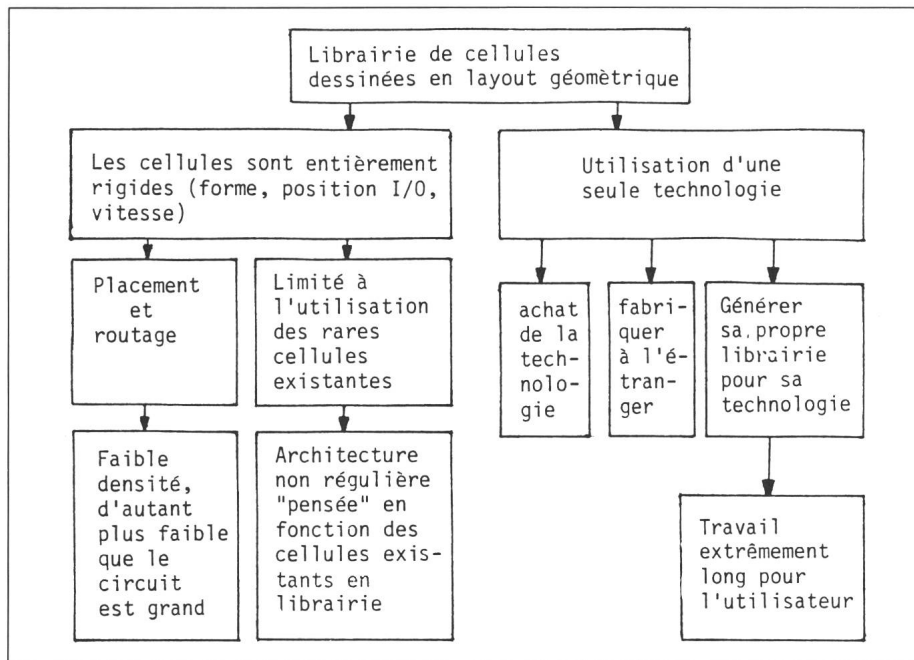 Librairie de cellules
dessinées en layout géométrique
Les cellules sont entièrement
rigides (forme, position I/O,
vitesse)
Utilisation d'une
seule technologie
Placement
et
routage
Limité à
l'utilisation
des rares
cellules
existantes
achat
de la
tech-
nolo-
gie
fabri-
quer
à l'é-
tran-
ger
Générer
sa propre
librairie
pour sa
technologie
Faible
densité,
d'autant
plus faible
que le
circuit
est grand
Architecture
non régulière
"pensée" en
fonction des
cellules exis-
tants en
librairie
Travail
extrêmement
long pour
l'utilisateur